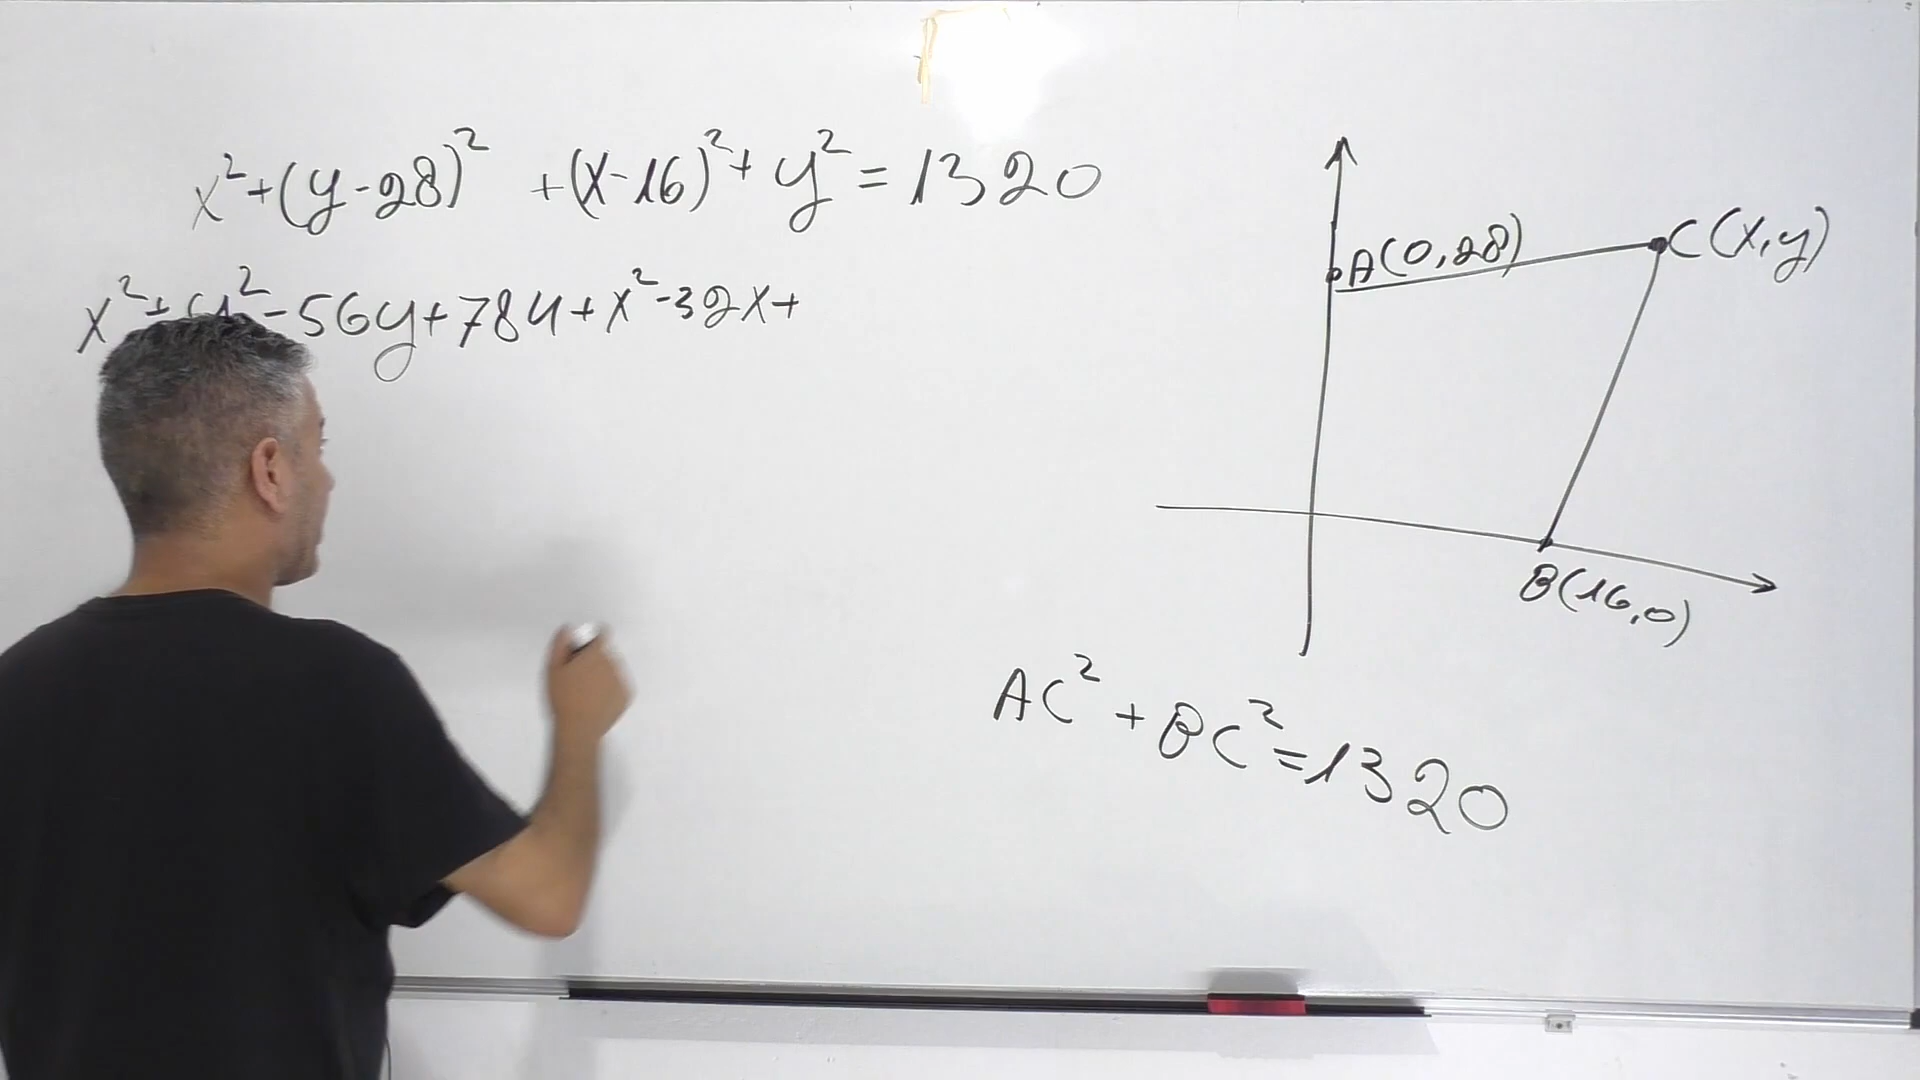 x²+(y-28)² +(x-16)²+y²=1320
x²+y²-56y+784+x²-32x+
A(0,28)
C(x,y)
B(16,0)
AC²+BC²=1320